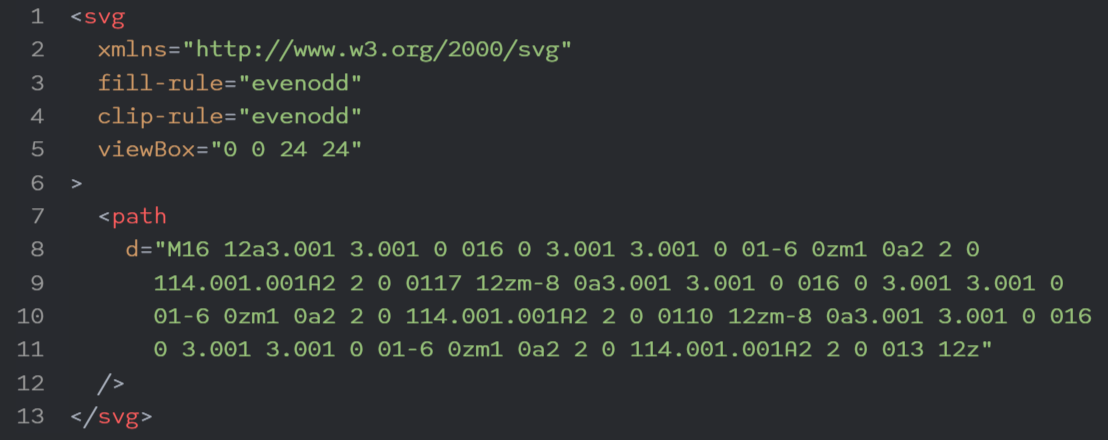 1 <svg
2 xmlns="http://www.w3.org/2000/svg"
3 fill-rule="evenodd"
4 clip-rule="evenodd"
5 viewBox="0 0 24 24"
6 >
7 <path
8 d="M16 12a3.001 3.001 0 016 0 3.001 3.001 0 01-6 0zm1 0a2 2 0
9 114.001.001A2 2 0 0117 12zm-8 0a3.001 3.001 0 016 0 3.001 3.001 0
10 01-6 0zm1 0a2 2 0 114.001.001A2 2 0 0110 12zm-8 0a3.001 3.001 0 016
11 0 3.001 3.001 0 01-6 0zm1 0a2 2 0 114.001.001A2 2 0 013 12z"
12 />
13 </svg>